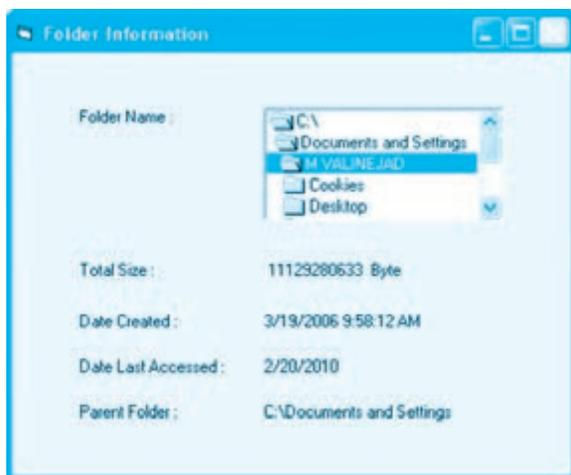 Folder Information
Folder Name :
C:\
Documents and Settings
M VALINEJAD
Cookies
Desktop
Total Size : 11129280633 Byte
Date Created : 3/19/2006 9:58:12 AM
Date Last Accessed : 2/20/2010
Parent Folder : C:\Documents and Settings